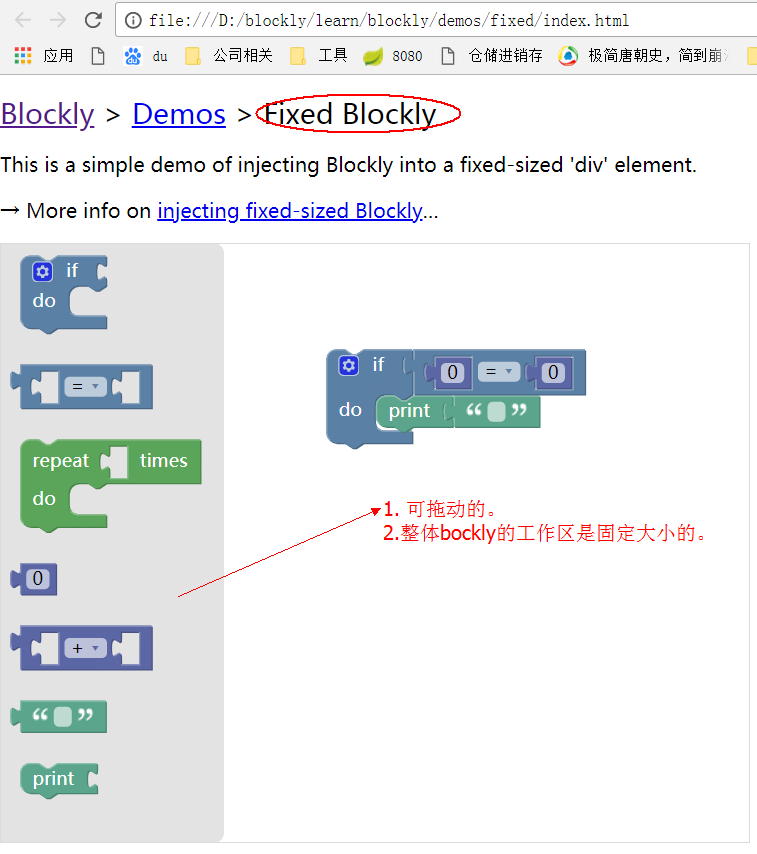 file:///D:/blockly/learn/blockly/demos/fixed/index.html
应用 du 公司相关 工具 8080 仓储进销存 极简唐朝史，简到崩
Blockly > Demos > Fixed Blockly
This is a simple demo of injecting Blockly into a fixed-sized 'div' element.
→ More info on injecting fixed-sized Blockly...
if
do
=
repeat times
do
0
+
“ ”
print
if 0 = 0
do print “ ”
1. 可拖动的。
2.整体bockly的工作区是固定大小的。